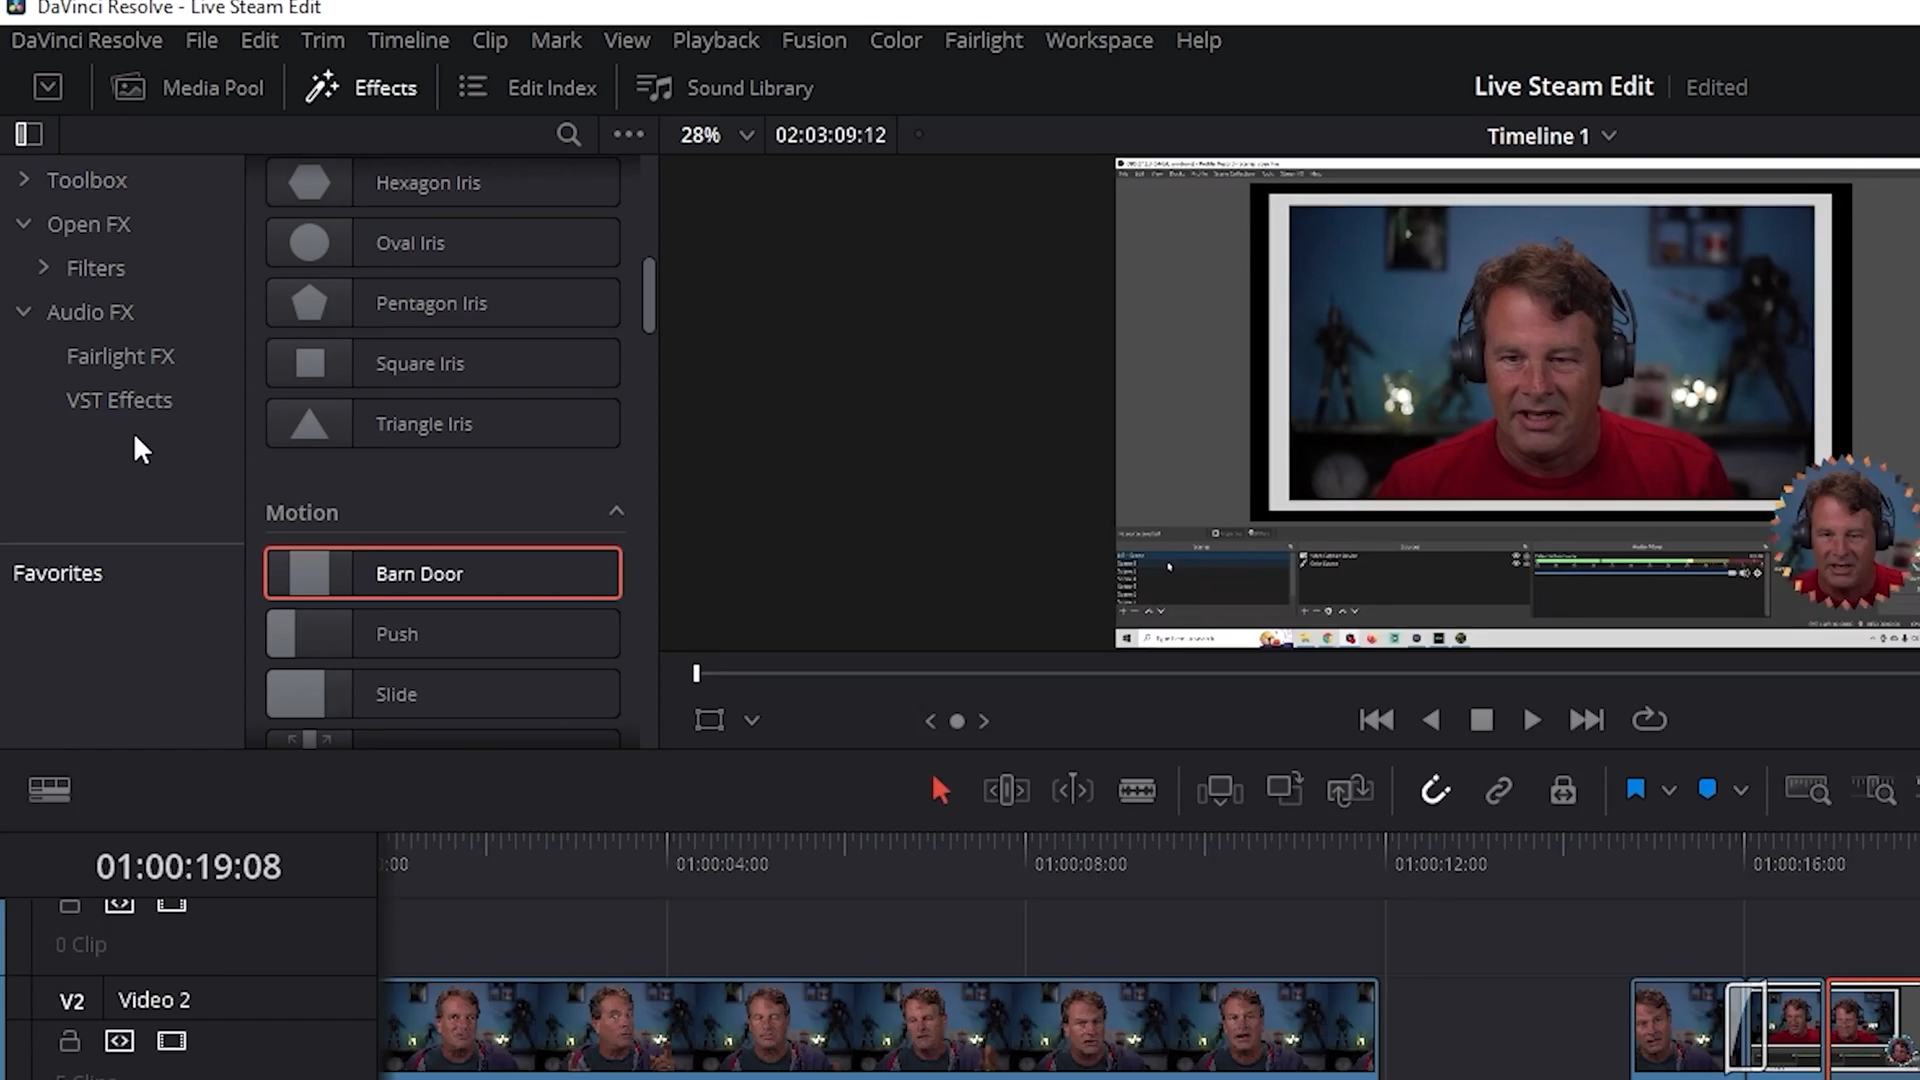 DaVinci Resolve - Live Steam Edit
DaVinci Resolve File Edit Trim Timeline Clip Mark View Playback Fusion Color Fairlight Workspace Help
Media Pool Effects Edit Index Sound Library Live Steam Edit Edited
28% 02:03:09:12 Timeline 1
Toolbox
Open FX
Filters
Audio FX
Fairlight FX
VST Effects
Favorites
Hexagon Iris
Oval Iris
Pentagon Iris
Square Iris
Triangle Iris
Motion
Barn Door
Push
Slide
01:00:19:08
:00 01:00:04:00 01:00:08:00 01:00:12:00 01:00:16:00
0 Clip
V2 Video 2